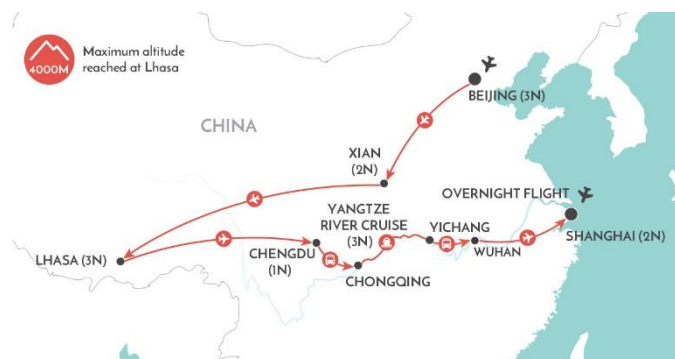 Maximum altitude
reached at Lhasa
4000M
BEIJING (3N)
CHINA
XIAN
(2N)
OVERNIGHT FLIGHT
YANGTZE
RIVER CRUISE
(3N)
YICHANG
SHANGHAI (2N)
WUHAN
LHASA (3N)
CHENGDU
(1N)
CHONGQING